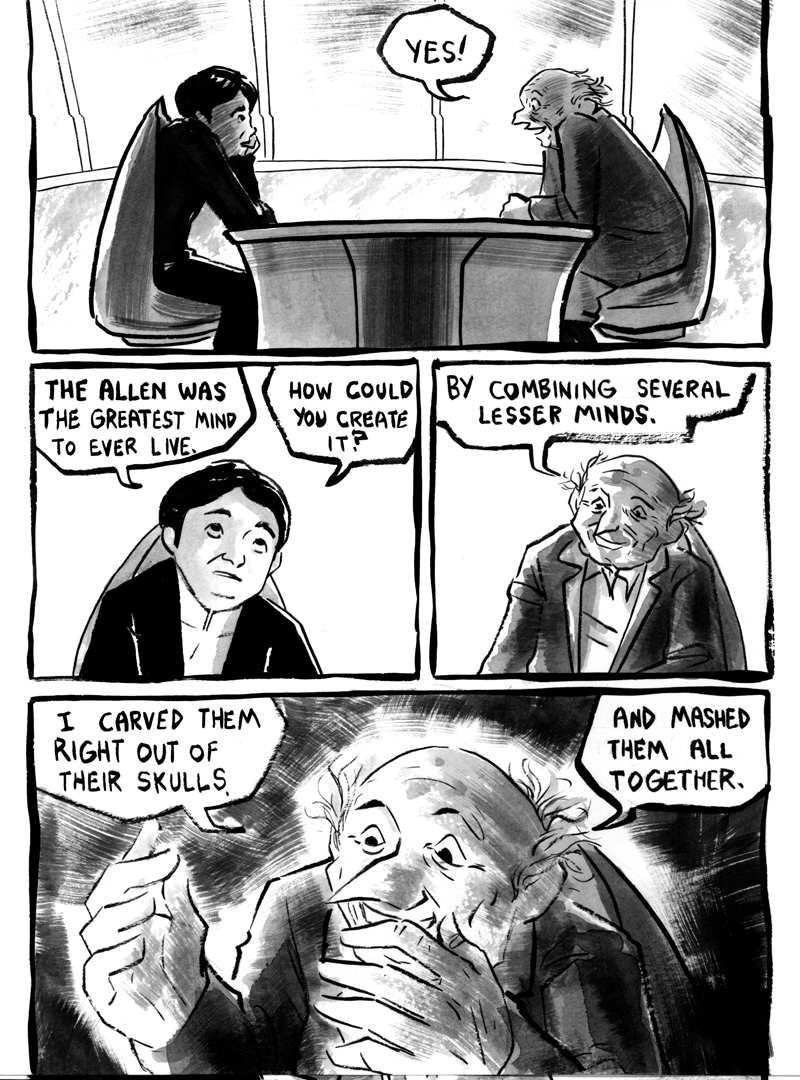 YES!
THE ALLEN WAS
THE GREATEST MIND
TO EVER LIVE.
HOW COULD
YOU CREATE
IT?
BY COMBINING SEVERAL
LESSER MINDS.
I CARVED THEM
RIGHT OUT OF
THEIR SKULLS.
AND MASHED
THEM ALL
TOGETHER.